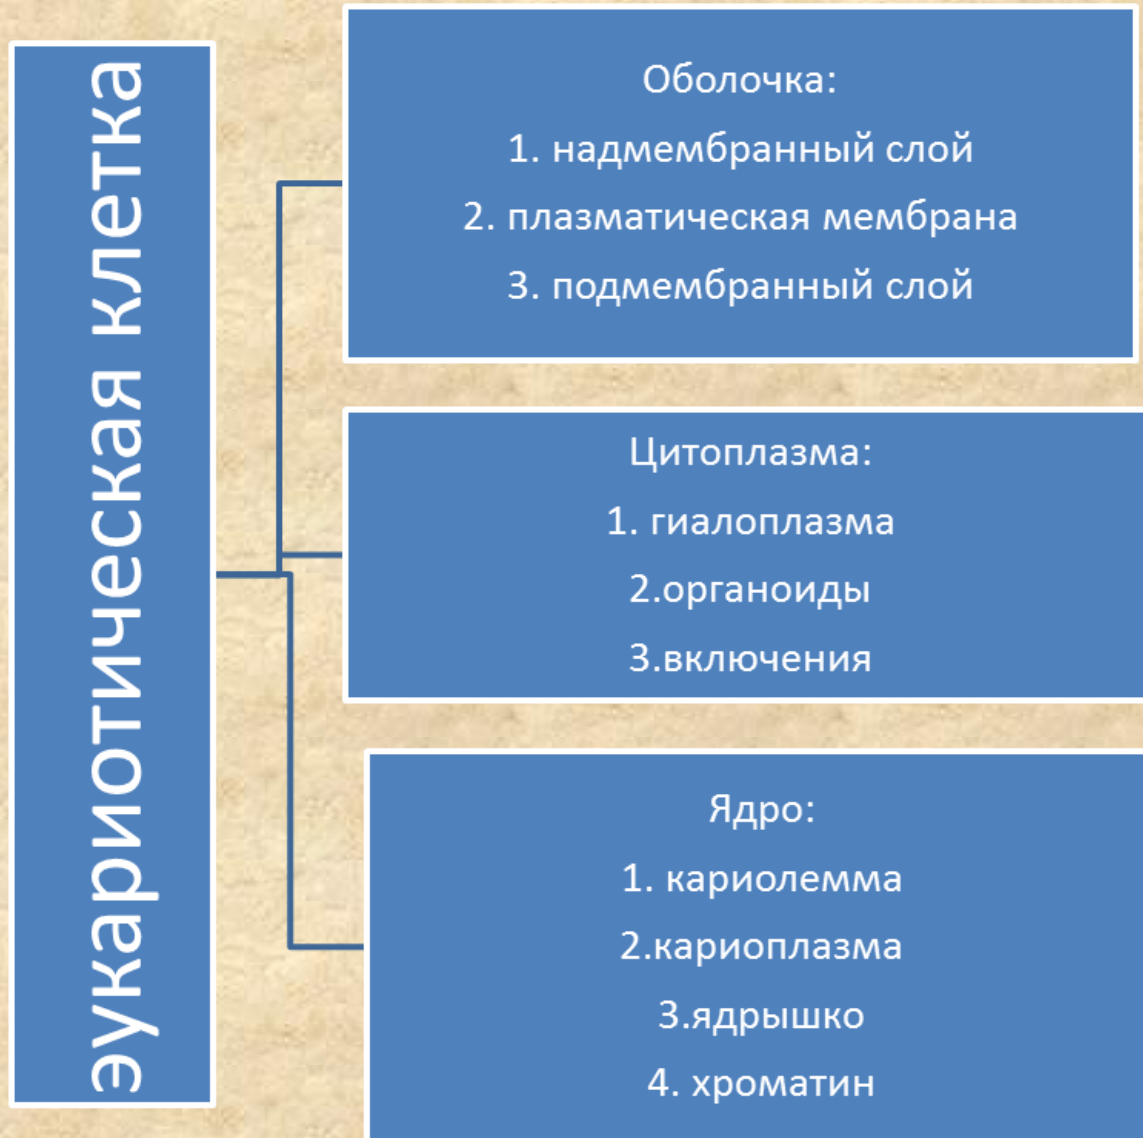 эукариотическая клетка
Оболочка:
1. надмембранный слой
2. плазматическая мембрана
3. подмембранный слой
Цитоплазма:
1. гиалоплазма
2.органоиды
3.включения
Ядро:
1. кариолемма
2.кариоплазма
3.ядрышко
4. хроматин